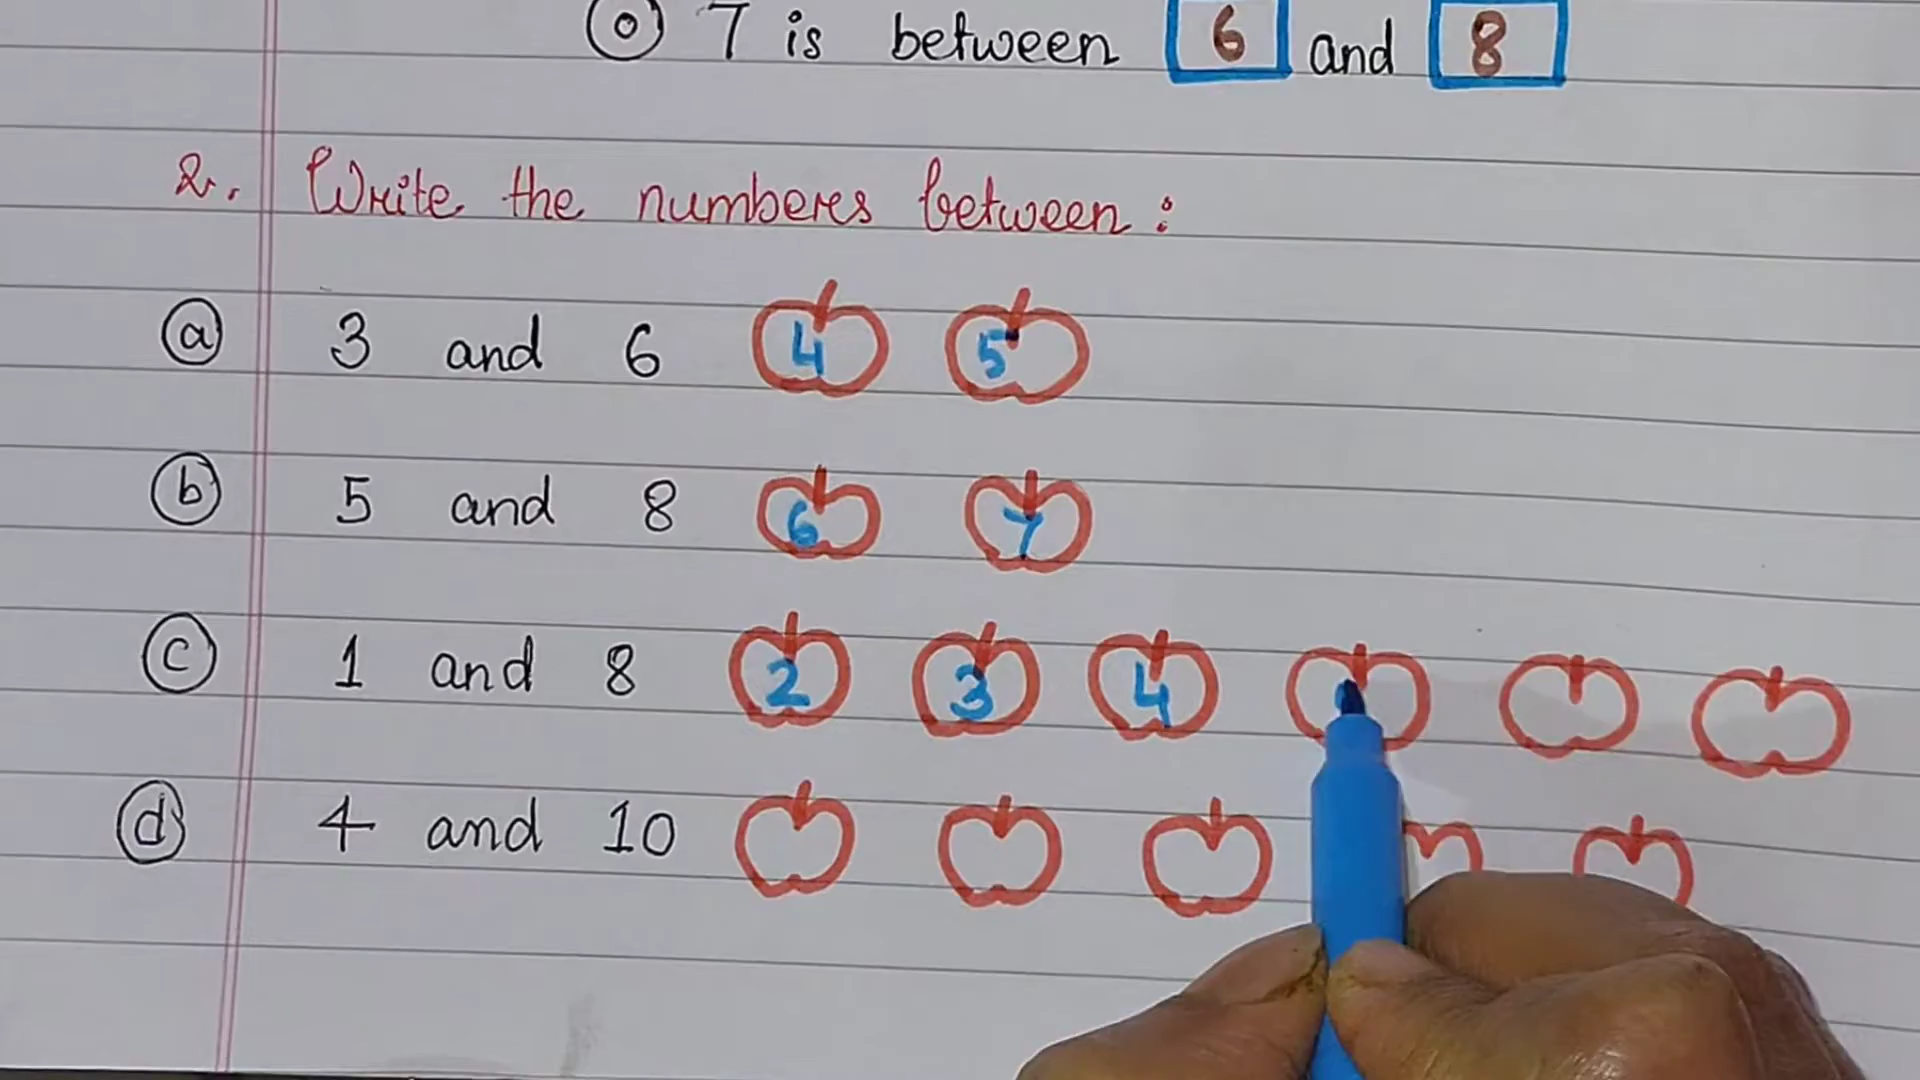 ⓞ 7 is between 6 and 8
2. Write the numberes between:
ⓐ 3 and 6 4 5
ⓑ 5 and 8 6 7
ⓒ 1 and 8 2 3 4
ⓓ 4 and 10